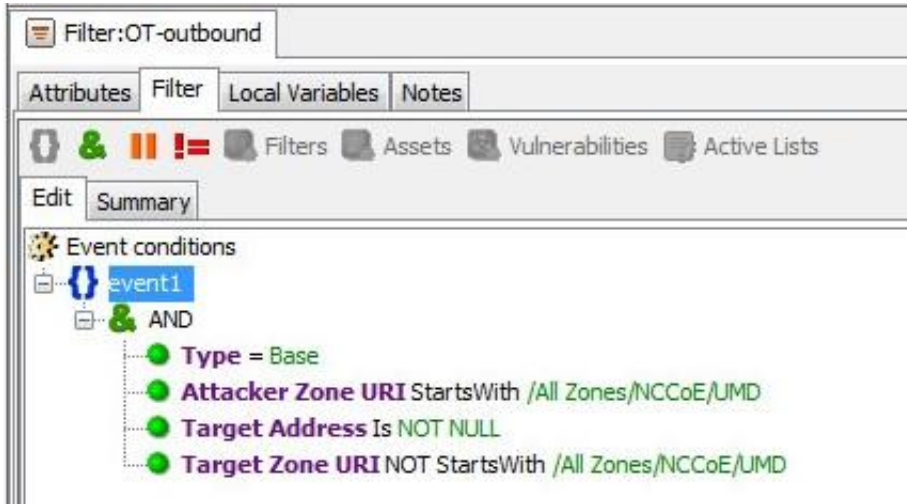 Filter:OT-outbound
Attributes Filter Local Variables Notes
{} & || != Filters Assets Vulnerabilities Active Lists
Edit Summary
Event conditions
{} event1
& AND
Type = Base
Attacker Zone URI StartsWith /All Zones/NCCoE/UMD
Target Address Is NOT NULL
Target Zone URI NOT StartsWith /All Zones/NCCoE/UMD